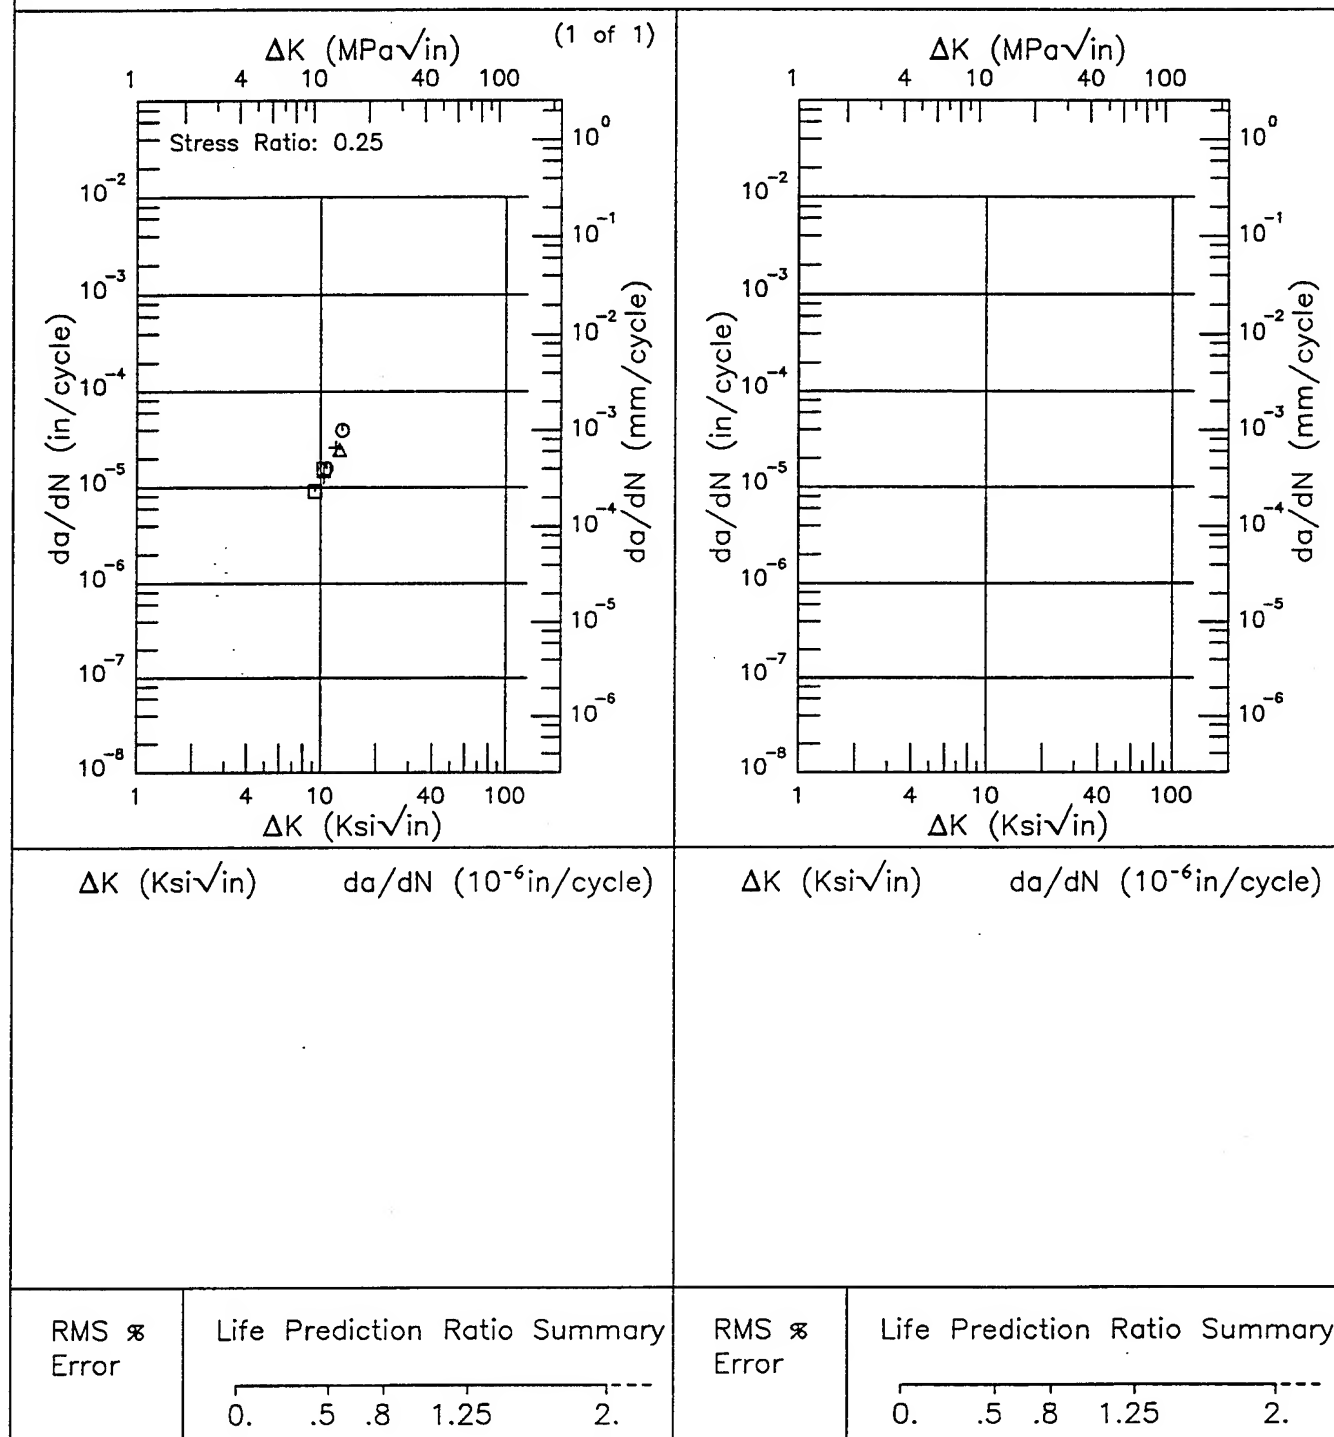 (1 of 1)
ΔK (MPa√in)
1 4 10 40 100
Stress Ratio: 0.25
da/dN (in/cycle)
10⁻²
10⁻³
10⁻⁴
10⁻⁵
10⁻⁶
10⁻⁷
10⁻⁸
10⁰
10⁻¹
10⁻²
10⁻³
10⁻⁴
10⁻⁵
10⁻⁶
da/dN (mm/cycle)
1 4 10 40 100
ΔK (Ksi√in)
ΔK (MPa√in)
1 4 10 40 100
da/dN (in/cycle)
10⁻²
10⁻³
10⁻⁴
10⁻⁵
10⁻⁶
10⁻⁷
10⁻⁸
10⁰
10⁻¹
10⁻²
10⁻³
10⁻⁴
10⁻⁵
10⁻⁶
da/dN (mm/cycle)
1 4 10 40 100
ΔK (Ksi√in)
ΔK (Ksi√in) da/dN (10⁻⁶in/cycle)
ΔK (Ksi√in) da/dN (10⁻⁶in/cycle)
RMS %
Error
Life Prediction Ratio Summary
0. .5 .8 1.25 2.
RMS %
Error
Life Prediction Ratio Summary
0. .5 .8 1.25 2.